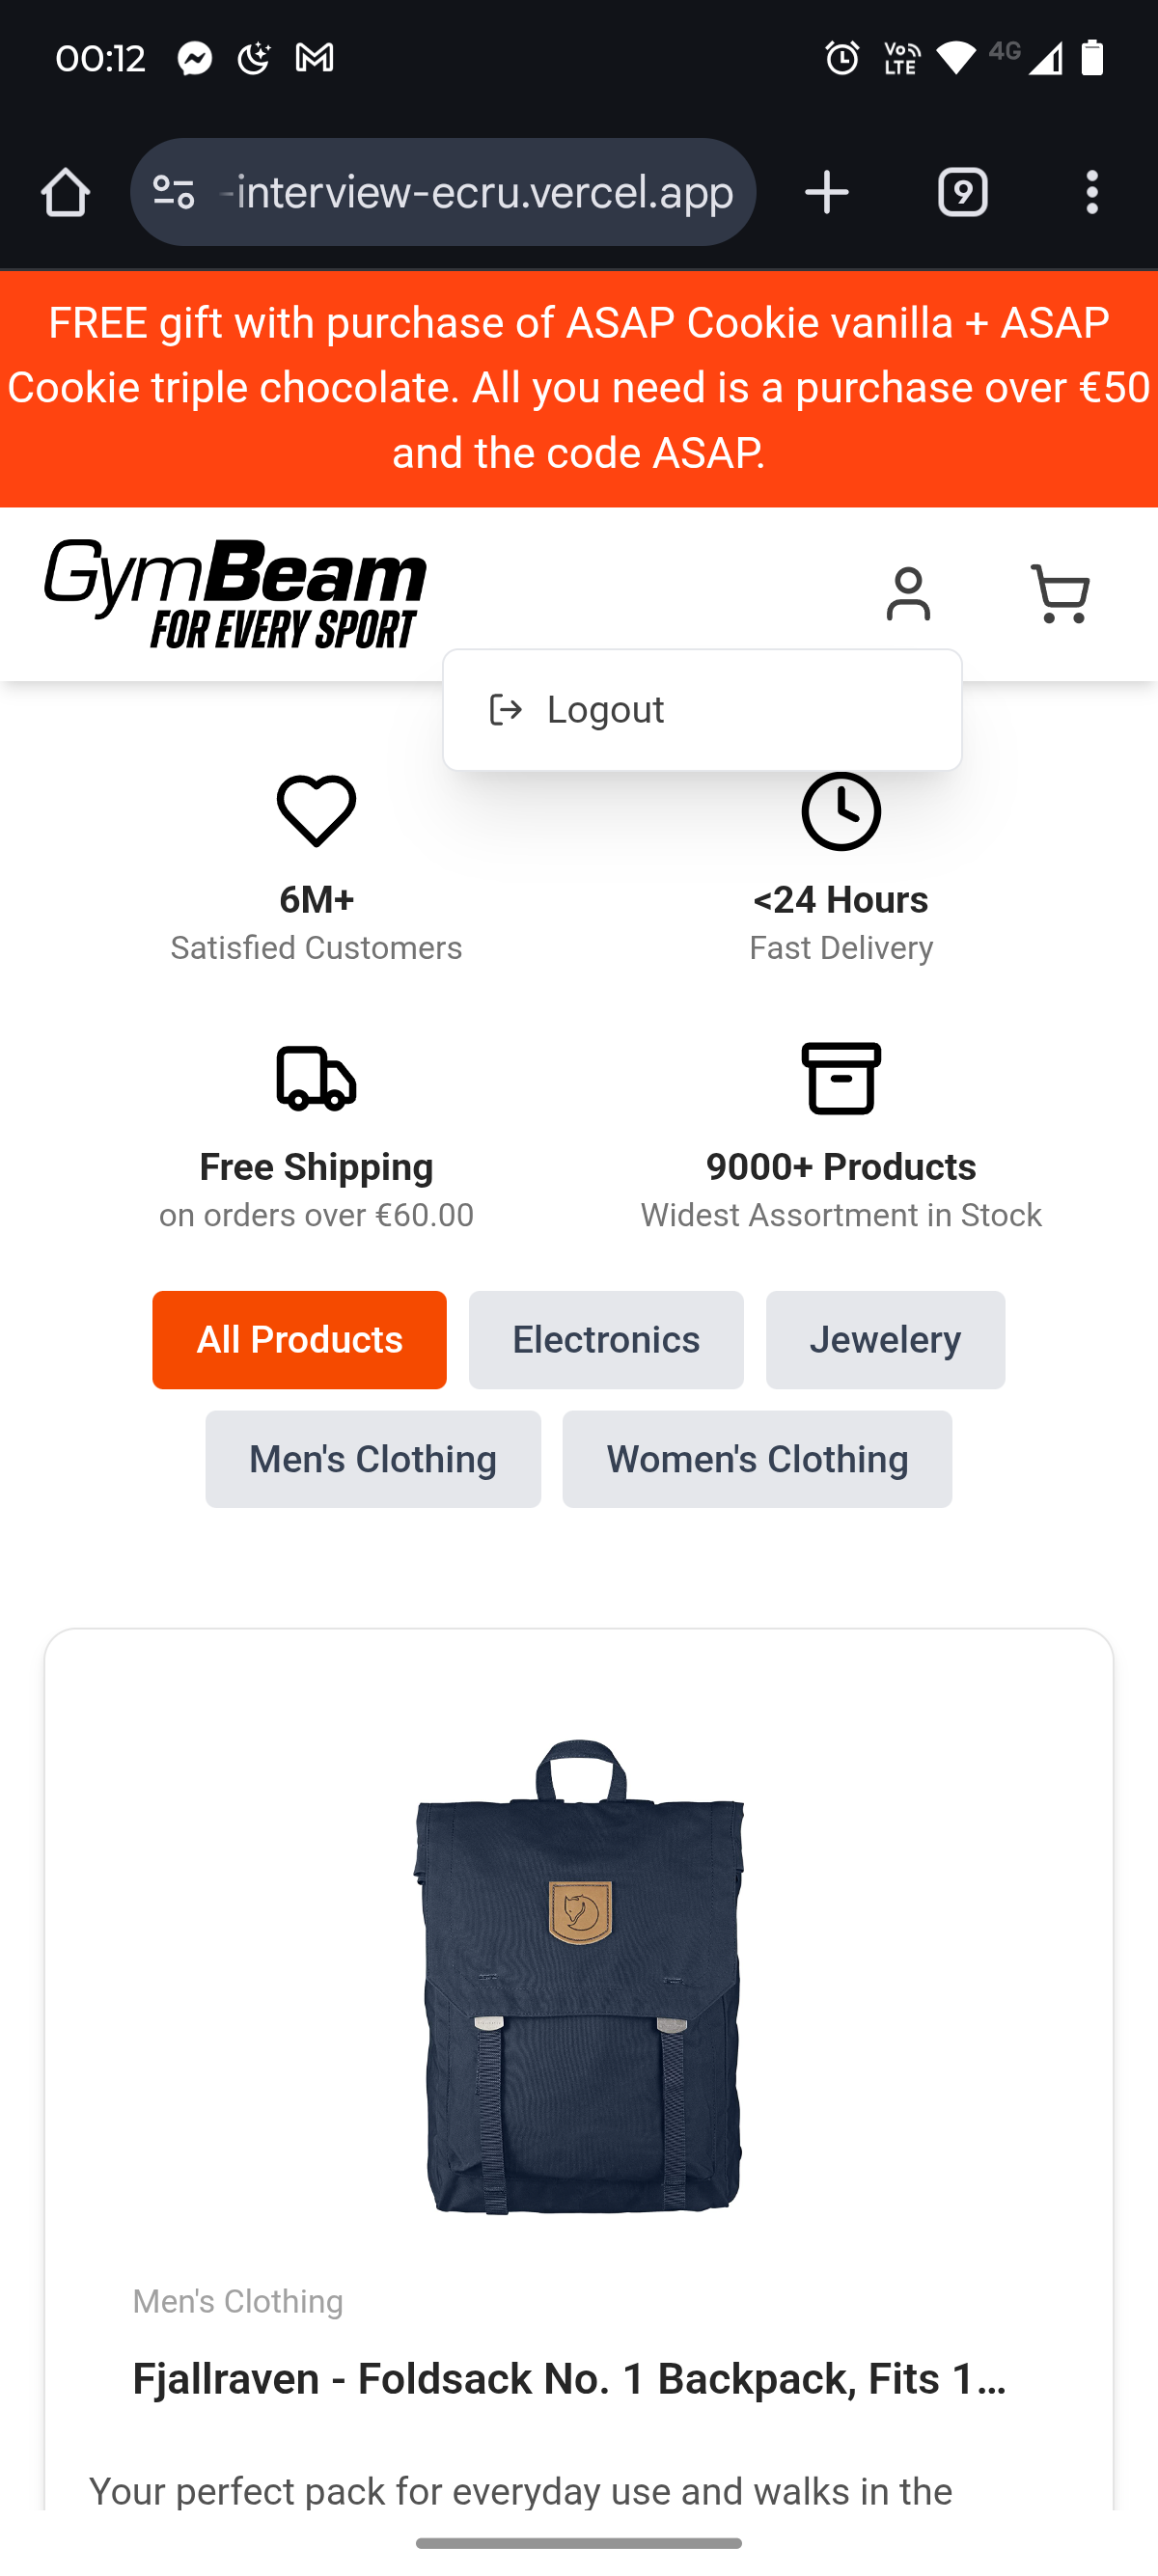 00:12
Vo LTE
4G
-interview-ecru.vercel.app
9
FREE gift with purchase of ASAP Cookie vanilla + ASAP
Cookie triple chocolate. All you need is a purchase over €50
and the code ASAP.
GymBeam
FOR EVERY SPORT
Logout
6M+
Satisfied Customers
<24 Hours
Fast Delivery
Free Shipping
on orders over €60.00
9000+ Products
Widest Assortment in Stock
All Products
Electronics
Jewelery
Men's Clothing
Women's Clothing
Men's Clothing
Fjallraven - Foldsack No. 1 Backpack, Fits 1…
Your perfect pack for everyday use and walks in the